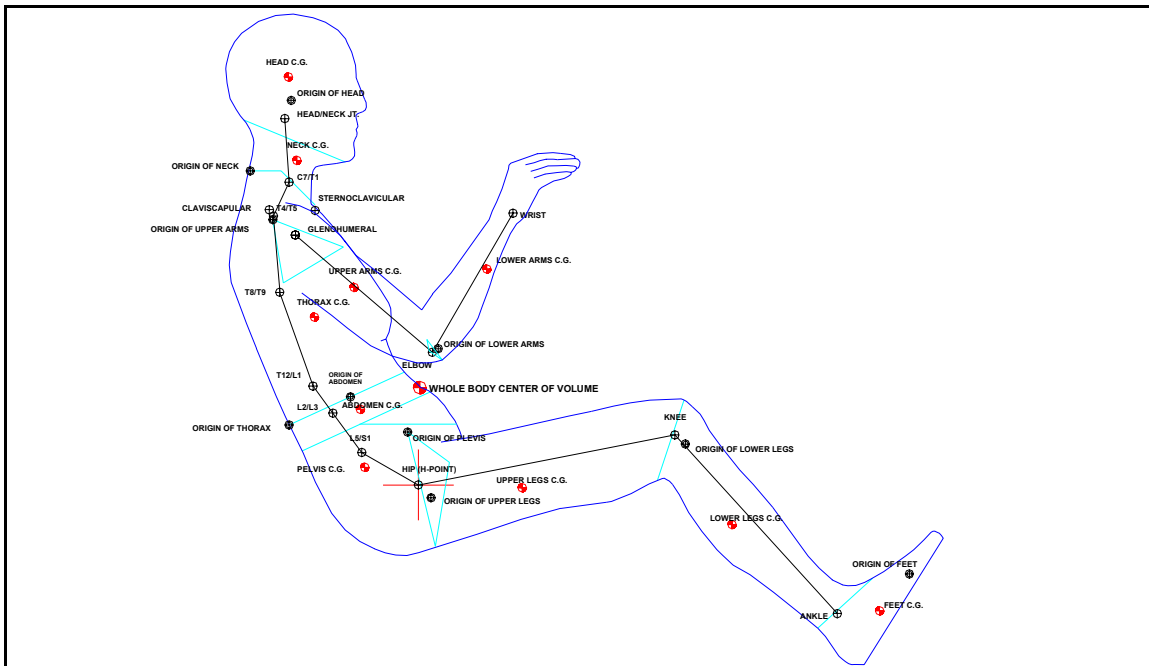 HEAD C.G.
ORIGIN OF HEAD
HEAD/NECK JT.
NECK C.G.
ORIGIN OF NECK
C7/T1
STERNOCLAVICULAR
CLAVISCAPULAR
T4/T5
WRIST
ORIGIN OF UPPER ARMS
GLENOHUMERAL
LOWER ARMS C.G.
UPPER ARMS C.G.
T8/T9
THORAX C.G.
ORIGIN OF LOWER ARMS
ELBOW
T12/L1
ORIGIN OF
ABDOMEN
WHOLE BODY CENTER OF VOLUME
L2/L3
ABDOMEN C.G.
KNEE
ORIGIN OF THORAX
L5/S1
ORIGIN OF PLEVIS
ORIGIN OF LOWER LEGS
PELVIS C.G.
HIP (H-POINT)
UPPER LEGS C.G.
ORIGIN OF UPPER LEGS
LOWER LEGS C.G.
ORIGIN OF FEET
FEET C.G.
ANKLE